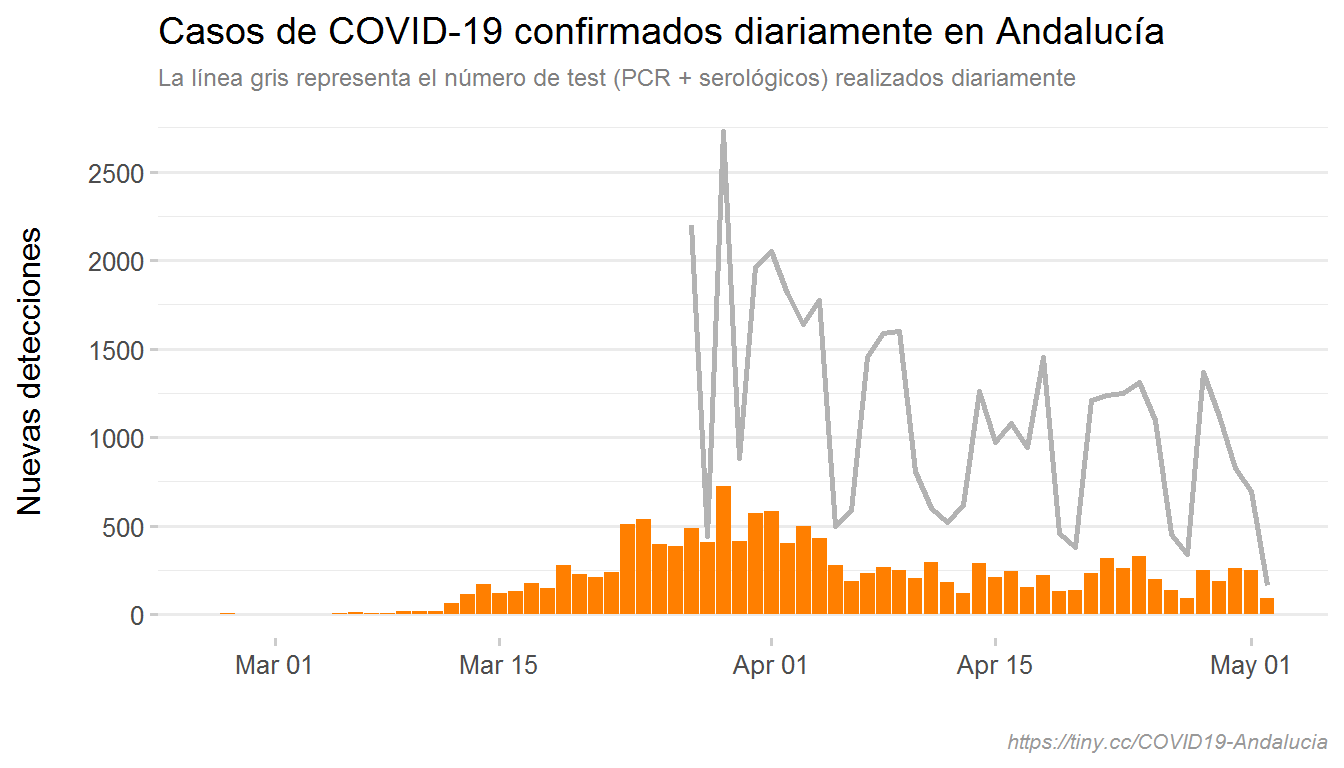 Casos de COVID-19 confirmados diariamente en Andalucía
La línea gris representa el número de test (PCR + serológicos) realizados diariamente
Nuevas detecciones
2500
2000
1500
1000
500
0
Mar 01 Mar 15 Apr 01 Apr 15 May 01
https://tiny.cc/COVID19-Andalucia